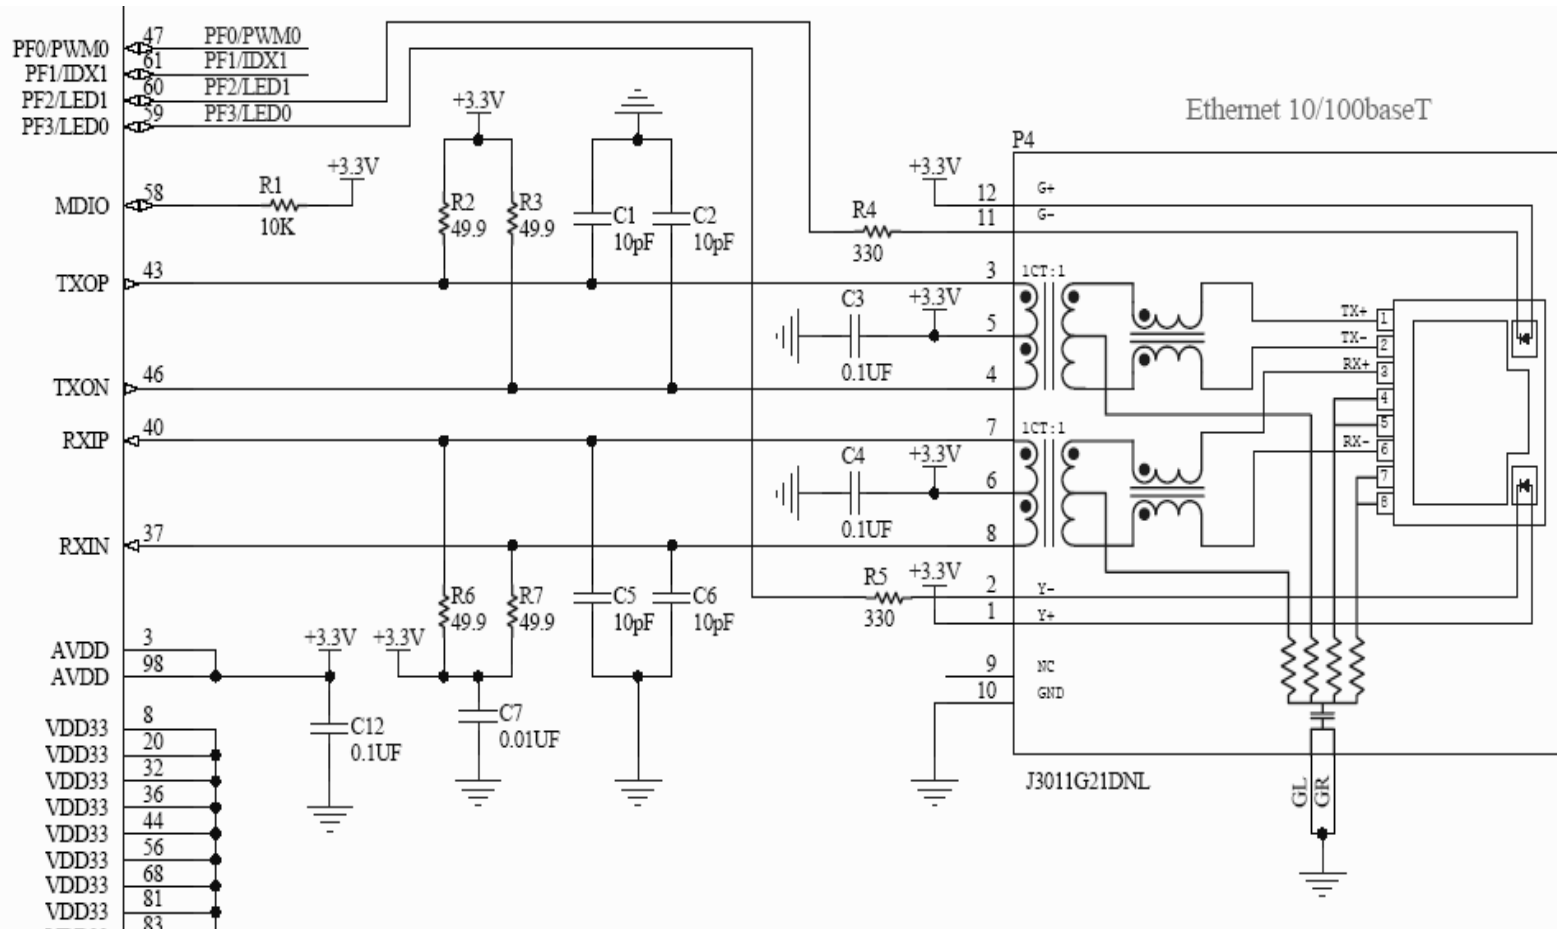 47 PF0/PWM0
PF0/PWM0
61 PF1/IDX1
PF1/IDX1
60 PF2/LED1
PF2/LED1
59 PF3/LED0
PF3/LED0
+3.3V
Ethernet 10/100baseT
P4
+3.3V
+3.3V
58
MDIO
R1
10K
R2
49.9
R3
49.9
C1
10pF
C2
10pF
R4
330
12 G+
11 G-
43
TXOP
3 1CT:1
C3
+3.3V
0.1UF
5
TX+ 1
TX- 2
RX+ 3
46
TXON
4
4
5
40
RXIP
7 1CT:1
RX- 6
C4
+3.3V
0.1UF
6
7
8
37
RXIN
8
R6
49.9
R7
49.9
C5
10pF
C6
10pF
R5
330
+3.3V
2 Y-
1 Y+
3
AVDD
98
AVDD
+3.3V
+3.3V
9 NC
10 GND
C12
0.1UF
C7
0.01UF
8
VDD33
20
VDD33
32
VDD33
36
VDD33
44
VDD33
56
VDD33
68
VDD33
81
VDD33
83
J3011G21DNL
GL
GR